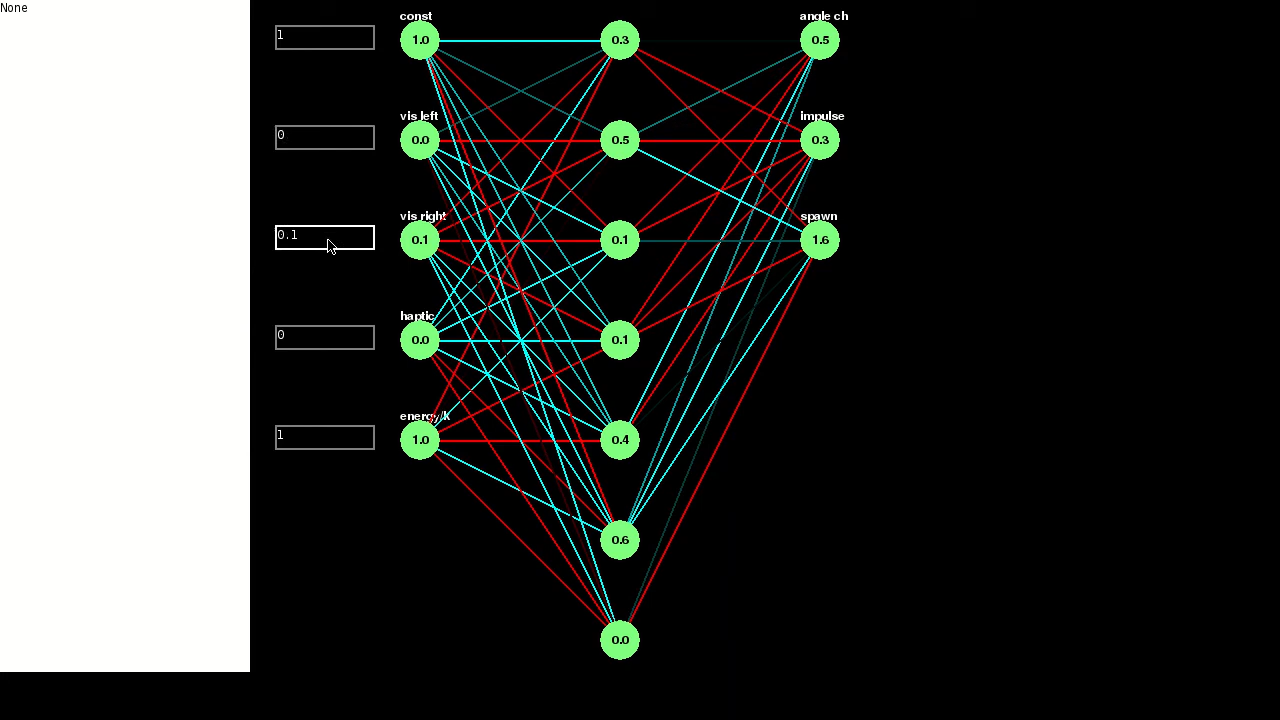 None
const
angle ch
1
1.0
0.3
0.5
vis left
impulse
0
0.0
0.5
0.3
vis right
spawn
0.1
0.1
0.1
1.6
haptic
0
0.0
0.1
energy/k
1
1.0
0.4
0.6
0.0